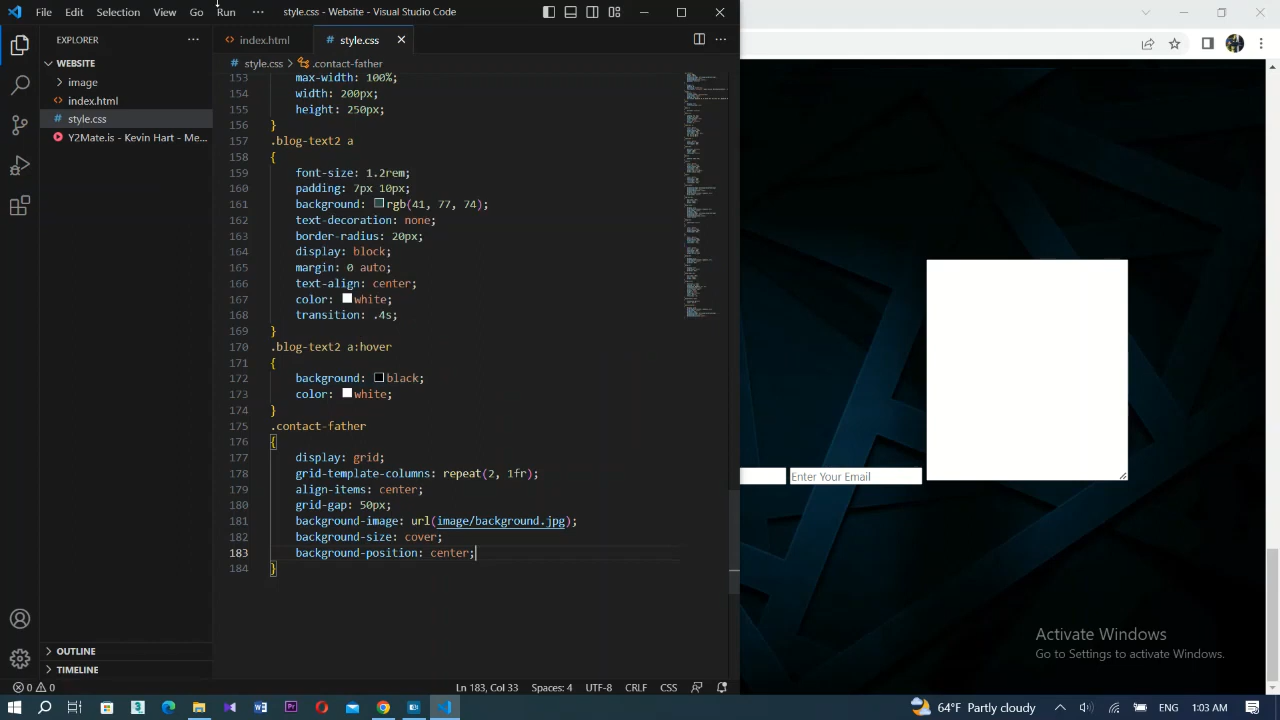 File Edit Selection View Go Run ··· style.css - Website - Visual Studio Code
EXPLORER
WEBSITE
image
index.html
style.css
Y2Mate.is - Kevin Hart - Me...
OUTLINE
TIMELINE
index.html style.css
style.css > .contact-father
153 max-width: 100%;
154 width: 200px;
155 height: 250px;
156 }
157 .blog-text2 a
158 {
159 font-size: 1.2rem;
160 padding: 7px 10px;
161 background: rgb(41, 77, 74);
162 text-decoration: none;
163 border-radius: 20px;
164 display: block;
165 margin: 0 auto;
166 text-align: center;
167 color: white;
168 transition: .4s;
169 }
170 .blog-text2 a:hover
171 {
172 background: black;
173 color: white;
174 }
175 .contact-father
176 {
177 display: grid;
178 grid-template-columns: repeat(2, 1fr);
179 align-items: center;
180 grid-gap: 50px;
181 background-image: url(image/background.jpg);
182 background-size: cover;
183 background-position: center;
184 }
Enter Your Email
Activate Windows
Go to Settings to activate Windows.
0 0 Ln 183, Col 33 Spaces: 4 UTF-8 CRLF CSS
64°F Partly cloudy ENG 1:03 AM